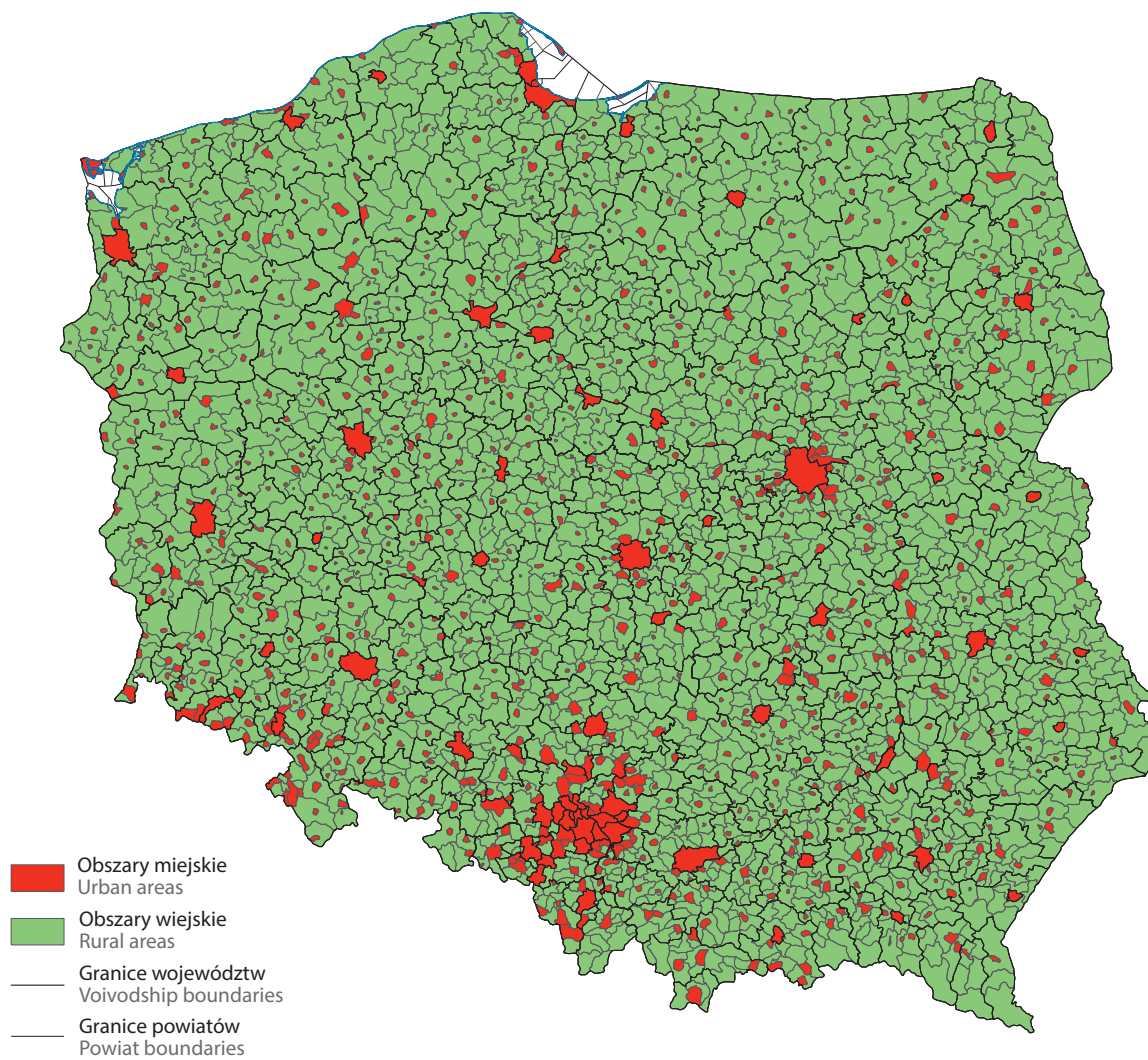 Obszary miejskie
Urban areas
Obszary wiejskie
Rural areas
Granice województw
Voivodship boundaries
Granice powiatów
Powiat boundaries